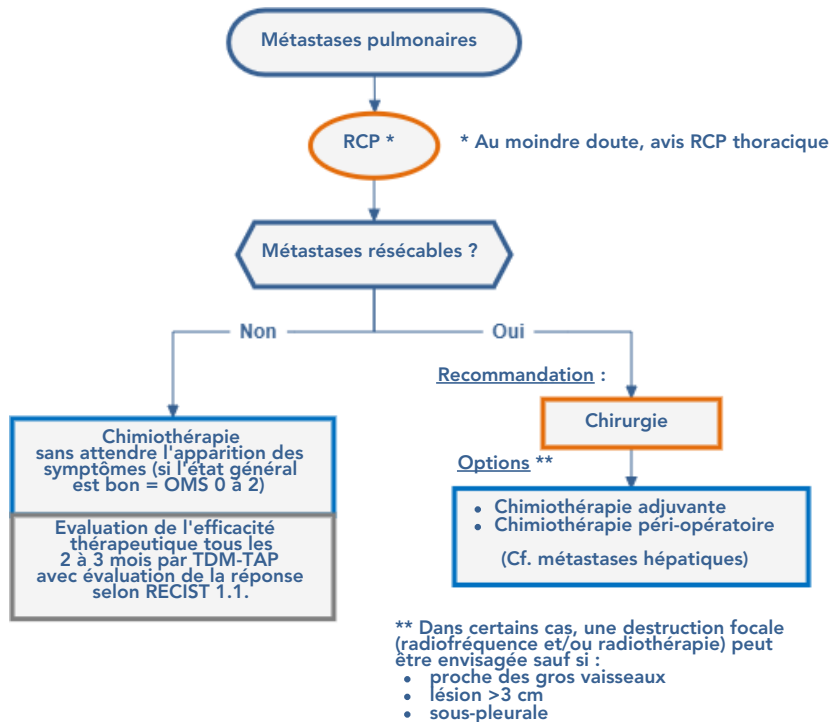 Métastases pulmonaires
RCP *
* Au moindre doute, avis RCP thoracique
Métastases résécables ?
Non
Oui
Recommandation :
Chirurgie
Chimiothérapie
sans attendre l'apparition des
symptômes (si l'état général
est bon = OMS 0 à 2)
Evaluation de l'efficacité
thérapeutique tous les
2 à 3 mois par TDM-TAP
avec évaluation de la réponse
selon RECIST 1.1.
Options **
• Chimiothérapie adjuvante
• Chimiothérapie péri-opératoire
(Cf. métastases hépatiques)
** Dans certains cas, une destruction focale
(radiofréquence et/ou radiothérapie) peut
être envisagée sauf si :
• proche des gros vaisseaux
• lésion >3 cm
• sous-pleurale